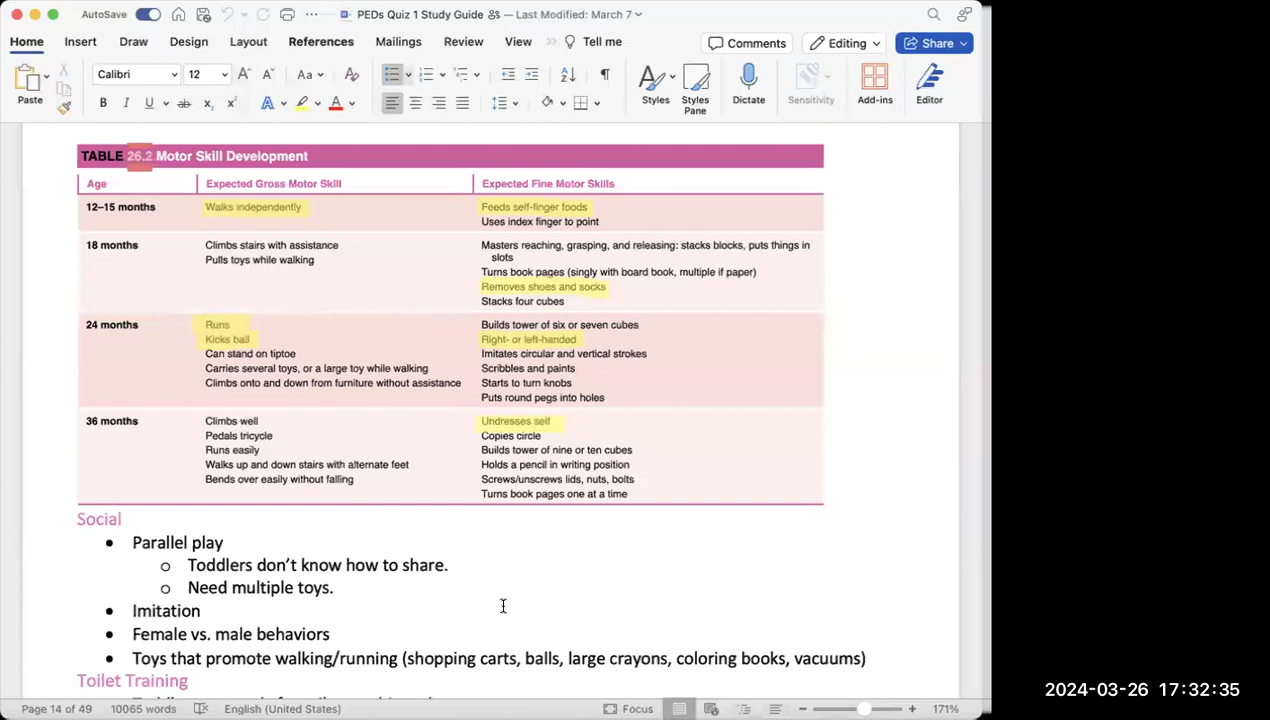 AutoSave
PEDs Quiz 1 Study Guide — Last Modified: March 7
Home Insert Draw Design Layout References Mailings Review View Tell me Comments Editing Share
Calibri 12 Aa
Paste B I U ab x2 x2 A A Styles Styles Pane Dictate Sensitivity Add-ins Editor
TABLE 26.2 Motor Skill Development
Age Expected Gross Motor Skill Expected Fine Motor Skills
12–15 months Walks independently Feeds self-finger foods
Uses index finger to point
18 months Climbs stairs with assistance Masters reaching, grasping, and releasing: stacks blocks, puts things in
slots
Pulls toys while walking
Turns book pages (singly with board book, multiple if paper)
Removes shoes and socks
Stacks four cubes
24 months Runs Builds tower of six or seven cubes
Kicks ball Right- or left-handed
Can stand on tiptoe Imitates circular and vertical strokes
Carries several toys, or a large toy while walking Scribbles and paints
Climbs onto and down from furniture without assistance Starts to turn knobs
Puts round pegs into holes
36 months Climbs well Undresses self
Pedals tricycle Copies circle
Runs easily Builds tower of nine or ten cubes
Walks up and down stairs with alternate feet Holds a pencil in writing position
Bends over easily without falling Screws/unscrews lids, nuts, bolts
Turns book pages one at a time
Social
• Parallel play
o Toddlers don't know how to share.
o Need multiple toys.
• Imitation
• Female vs. male behaviors
• Toys that promote walking/running (shopping carts, balls, large crayons, coloring books, vacuums)
Toilet Training
Page 14 of 49 10065 words English (United States) Focus 171%
2024-03-26 17:32:35